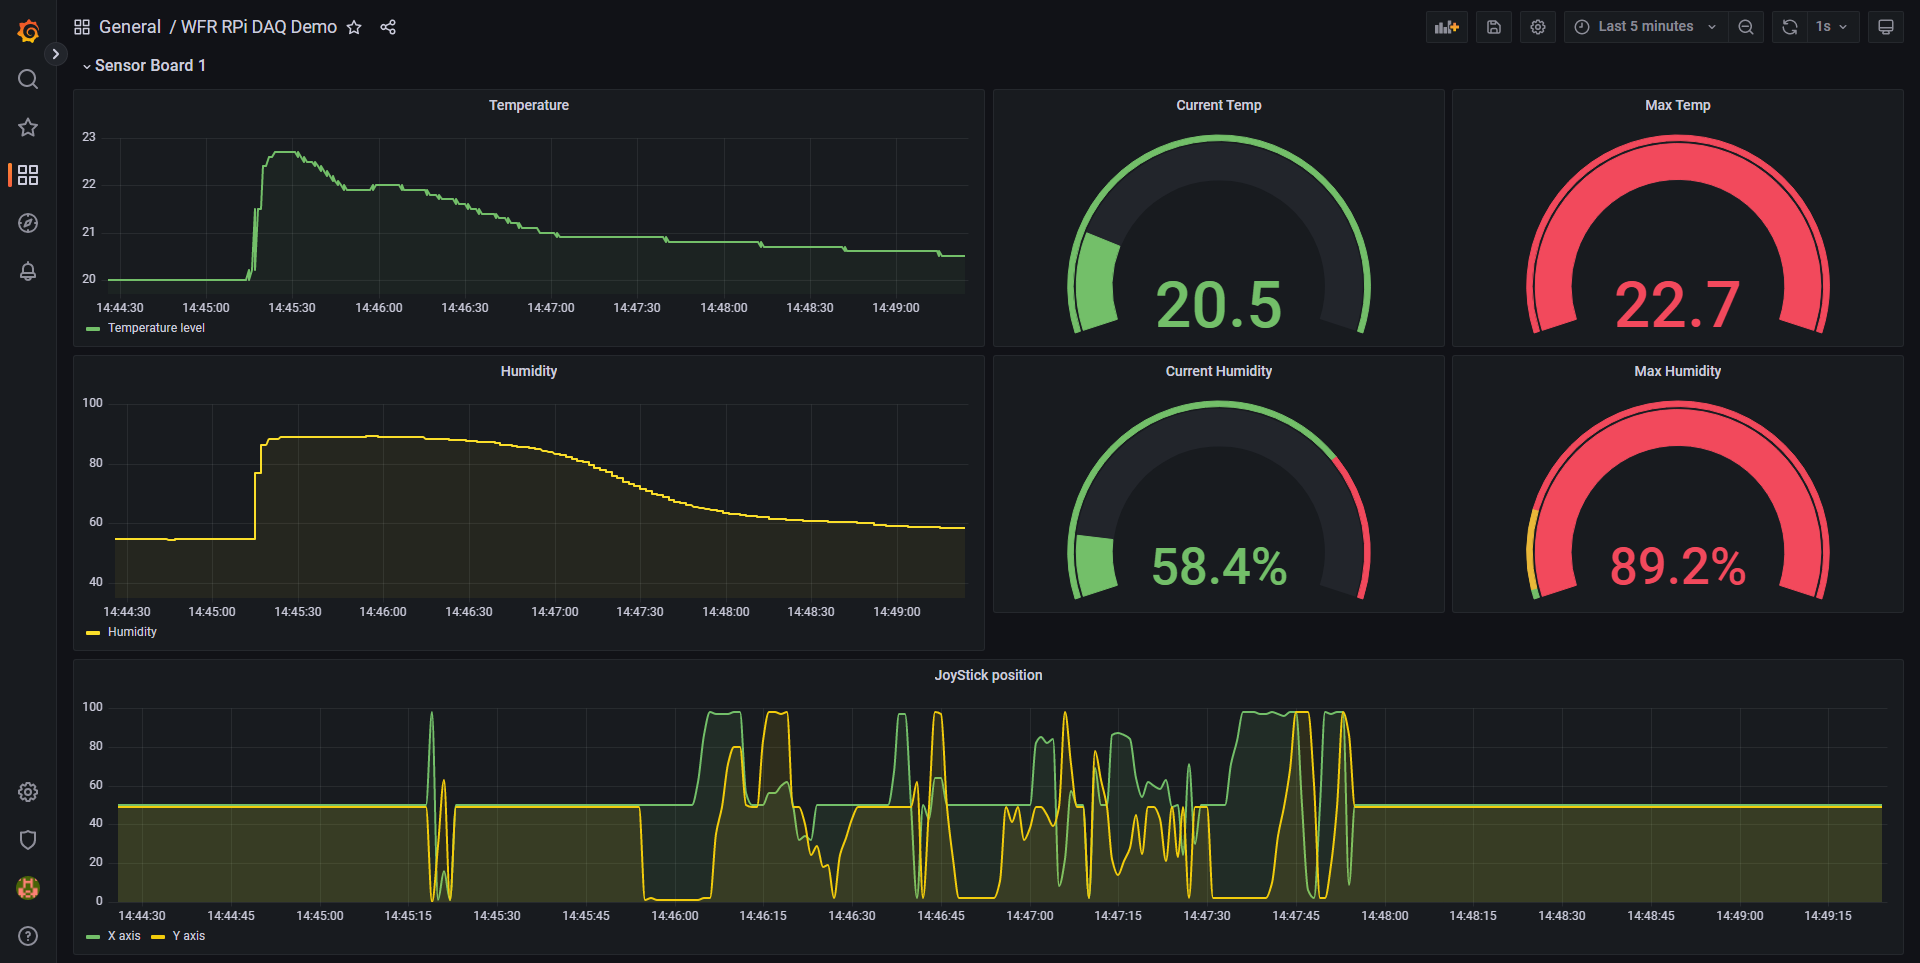 General / WFR RPi DAQ Demo
Last 5 minutes
1s
Sensor Board 1
Temperature
23
22
21
20
14:44:30 14:45:00 14:45:30 14:46:00 14:46:30 14:47:00 14:47:30 14:48:00 14:48:30 14:49:00
Temperature level
Current Temp
20.5
Max Temp
22.7
Humidity
100
80
60
40
14:44:30 14:45:00 14:45:30 14:46:00 14:46:30 14:47:00 14:47:30 14:48:00 14:48:30 14:49:00
Humidity
Current Humidity
58.4%
Max Humidity
89.2%
JoyStick position
100
80
60
40
20
0
14:44:30 14:44:45 14:45:00 14:45:15 14:45:30 14:45:45 14:46:00 14:46:15 14:46:30 14:46:45 14:47:00 14:47:15 14:47:30 14:47:45 14:48:00 14:48:15 14:48:30 14:48:45 14:49:00 14:49:15
X axis Y axis